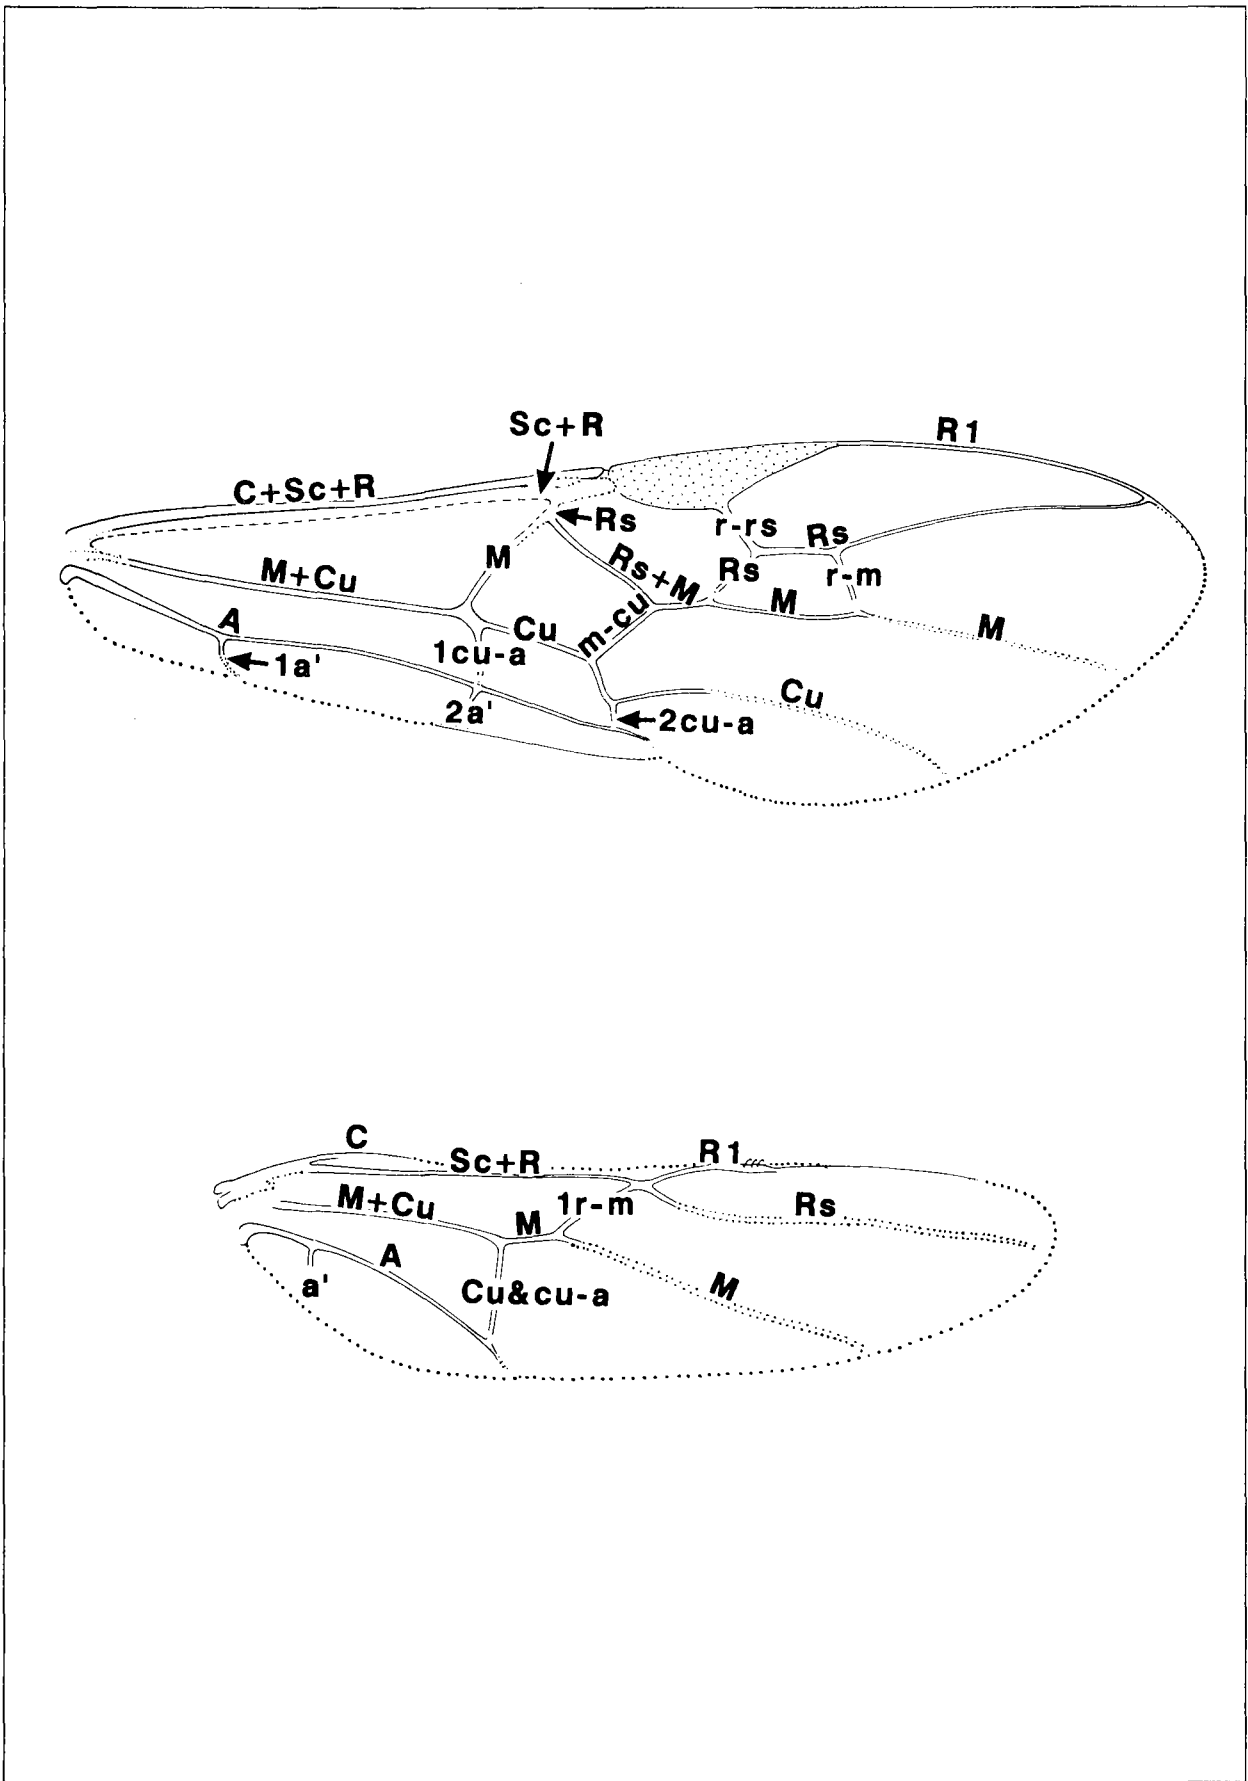 Sc+R
R1
C+Sc+R
Rs
r-rs
Rs
M
Rs+M
Rs
r-m
M+Cu
M
M
A
Cu
m-cu
1cu-a
1a'
Cu
2a'
2cu-a
C
Sc+R
R1
M+Cu
M
1r-m
Rs
A
a'
Cu&cu-a
M